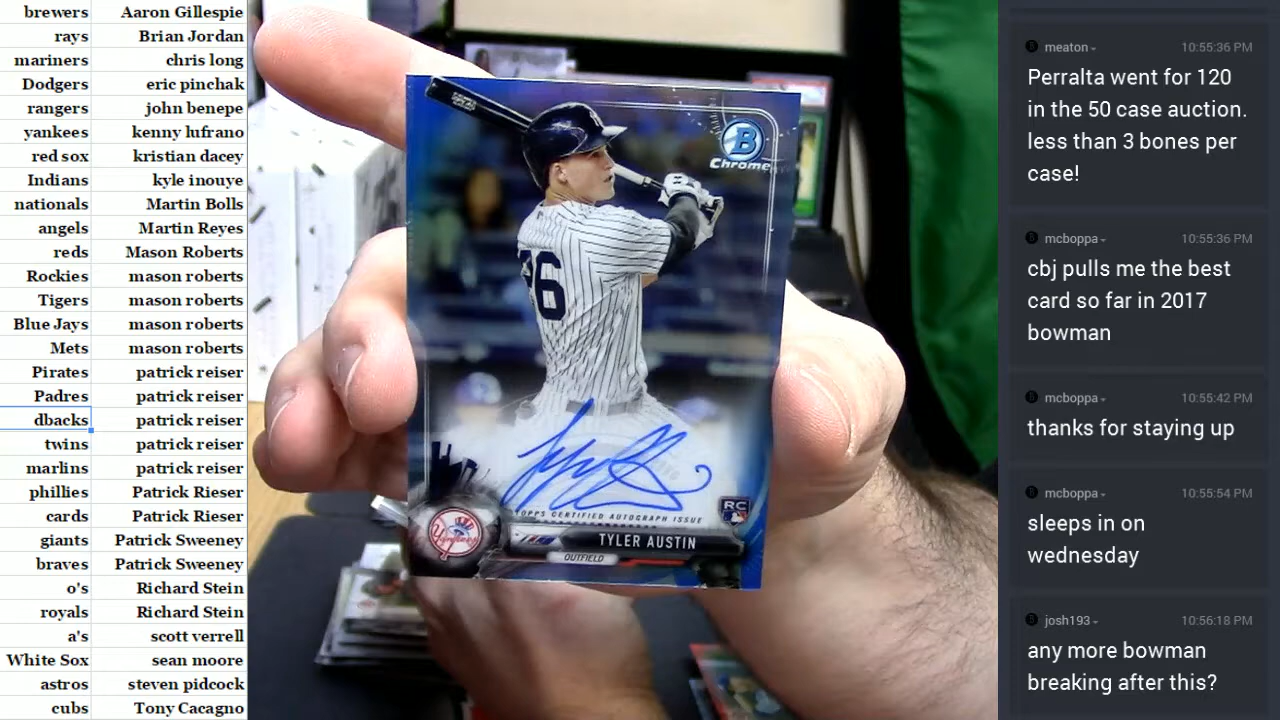 brewers Aaron Gillespie
rays Brian Jordan
mariners chris long
Dodgers eric pinchak
rangers john benepe
yankees kenny lufrano
red sox kristian dacey
Indians kyle inouye
nationals Martin Bolls
angels Martin Reyes
reds Mason Roberts
Rockies mason roberts
Tigers mason roberts
Blue Jays mason roberts
Mets mason roberts
Pirates patrick reiser
Padres patrick reiser
dbacks patrick reiser
twins patrick reiser
marlins patrick reiser
phillies Patrick Rieser
cards Patrick Rieser
giants Patrick Sweeney
braves Patrick Sweeney
o's Richard Stein
royals Richard Stein
a's scott verrell
White Sox sean moore
astros steven pidcock
cubs Tony Cacagno
B
Chrome
26
TOPPS CERTIFIED AUTOGRAPH ISSUE
RC
Yankees
TYLER AUSTIN
OUTFIELD
meaton 10:55:36 PM
Perralta went for 120
in the 50 case auction.
less than 3 bones per
case!
mcboppa 10:55:36 PM
cbj pulls me the best
card so far in 2017
bowman
mcboppa 10:55:42 PM
thanks for staying up
mcboppa 10:55:54 PM
sleeps in on
wednesday
josh193 10:56:18 PM
any more bowman
breaking after this?